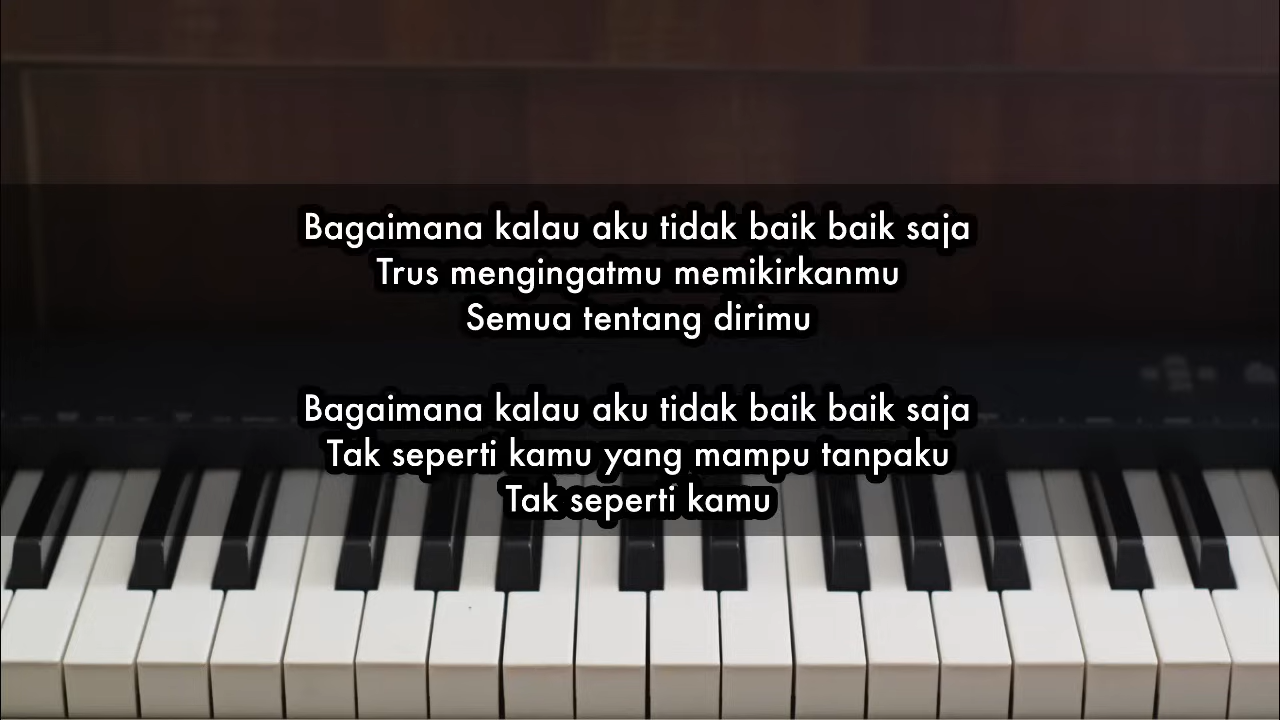 Bagaimana kalau aku tidak baik baik saja
Trus mengingatmu memikirkanmu
Semua tentang dirimu
Bagaimana kalau aku tidak baik baik saja
Tak seperti kamu yang mampu tanpaku
Tak seperti kamu